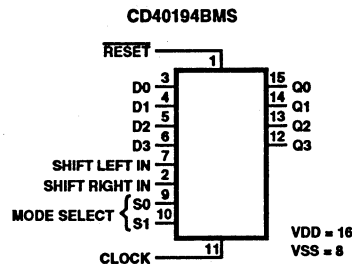 CD40194BMS
RESET
1
D0 3 15 Q0
D1 4 14 Q1
D2 5 13 Q2
D3 6 12 Q3
SHIFT LEFT IN 7
SHIFT RIGHT IN 2
MODE SELECT { S0 9
S1 10
VDD = 16
VSS = 8
CLOCK 11